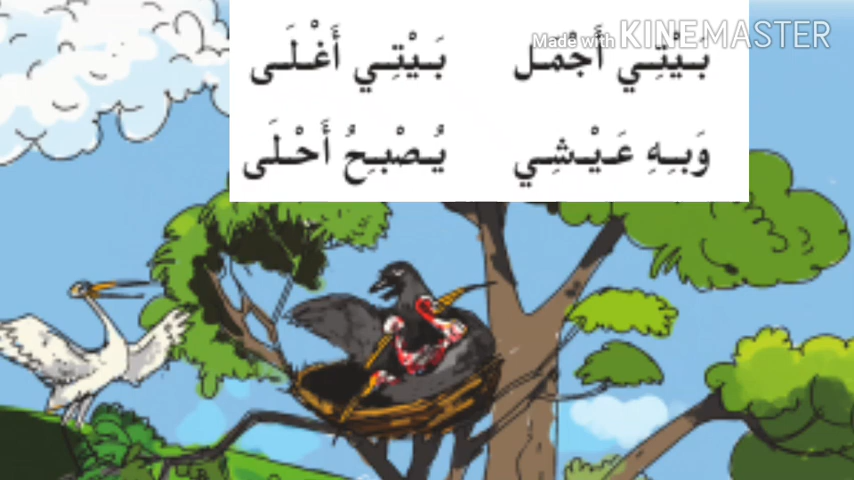 Made with KINEMASTER
بَيْتِي أَجْمَل بَيْتِي أَغْلَى
وَبِهِ عَيْشِي يُصْبِحُ أَحْلَى